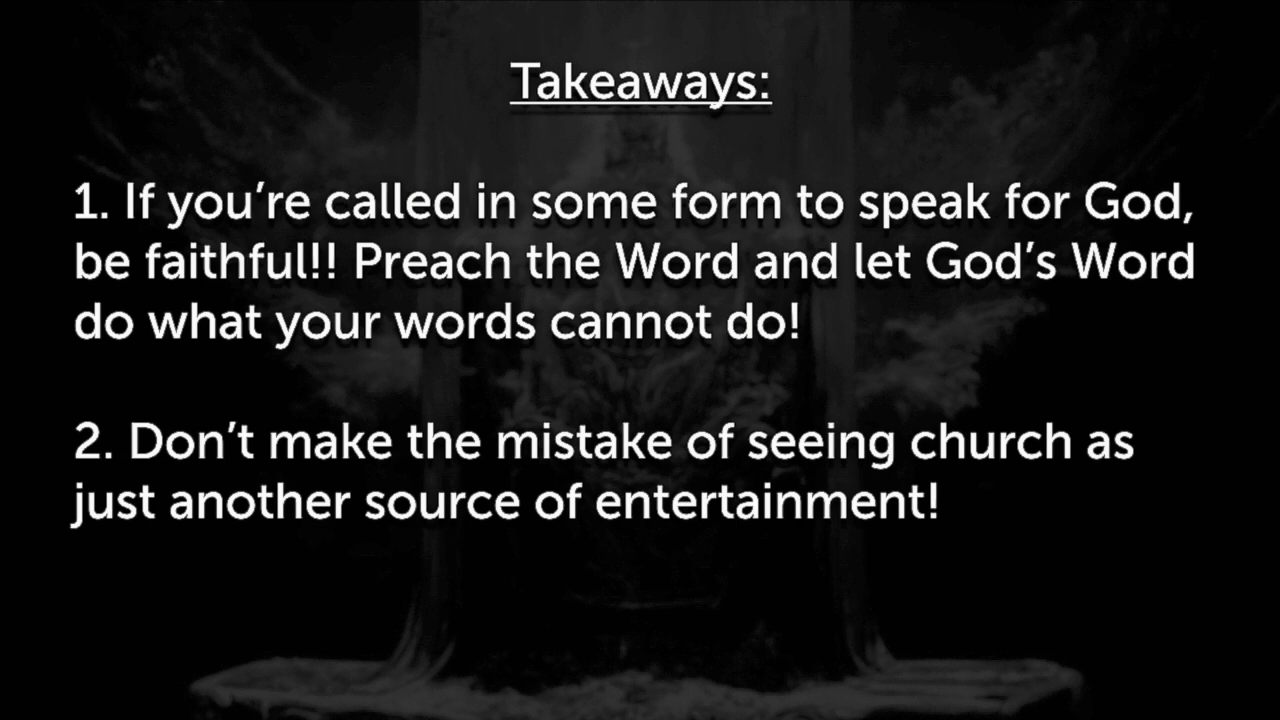 Takeaways:
1. If you’re called in some form to speak for God,
be faithful!! Preach the Word and let God’s Word
do what your words cannot do!
2. Don’t make the mistake of seeing church as
just another source of entertainment!